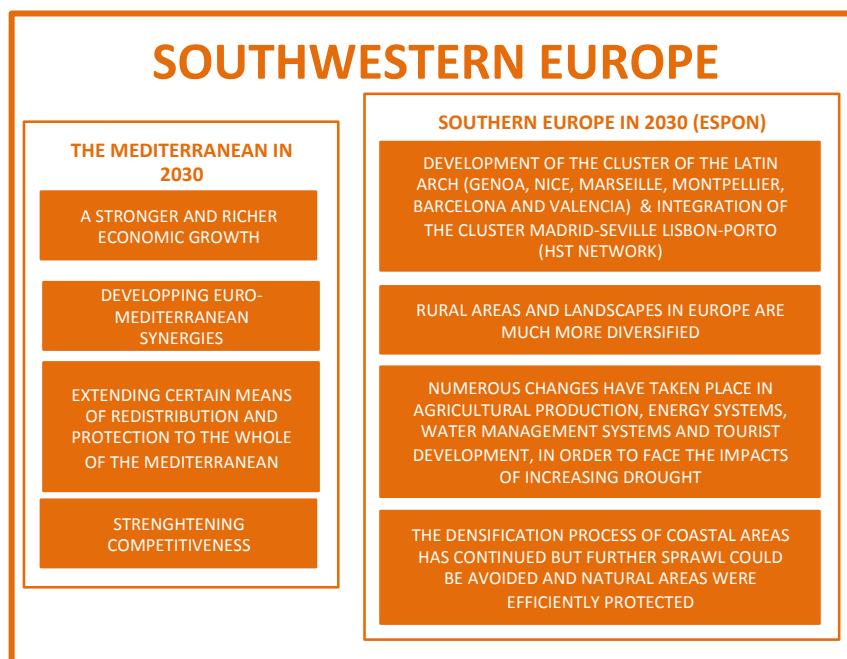 SOUTHWESTERN EUROPE
THE MEDITERRANEAN IN
2030
A STRONGER AND RICHER
ECONOMIC GROWTH
DEVELOPPING EURO-
MEDITERRANEAN
SYNERGIES
EXTENDING CERTAIN MEANS
OF REDISTRIBUTION AND
PROTECTION TO THE WHOLE
OF THE MEDITERRANEAN
STRENGHTENING
COMPETITIVENESS
SOUTHERN EUROPE IN 2030 (ESPON)
DEVELOPMENT OF THE CLUSTER OF THE LATIN
ARCH (GENOA, NICE, MARSEILLE, MONTPELLIER,
BARCELONA AND VALENCIA) & INTEGRATION OF
THE CLUSTER MADRID-SEVILLE LISBON-PORTO
(HST NETWORK)
RURAL AREAS AND LANDSCAPES IN EUROPE ARE
MUCH MORE DIVERSIFIED
NUMEROUS CHANGES HAVE TAKEN PLACE IN
AGRICULTURAL PRODUCTION, ENERGY SYSTEMS,
WATER MANAGEMENT SYSTEMS AND TOURIST
DEVELOPMENT, IN ORDER TO FACE THE IMPACTS
OF INCREASING DROUGHT
THE DENSIFICATION PROCESS OF COASTAL AREAS
HAS CONTINUED BUT FURTHER SPRAWL COULD
BE AVOIDED AND NATURAL AREAS WERE
EFFICIENTLY PROTECTED